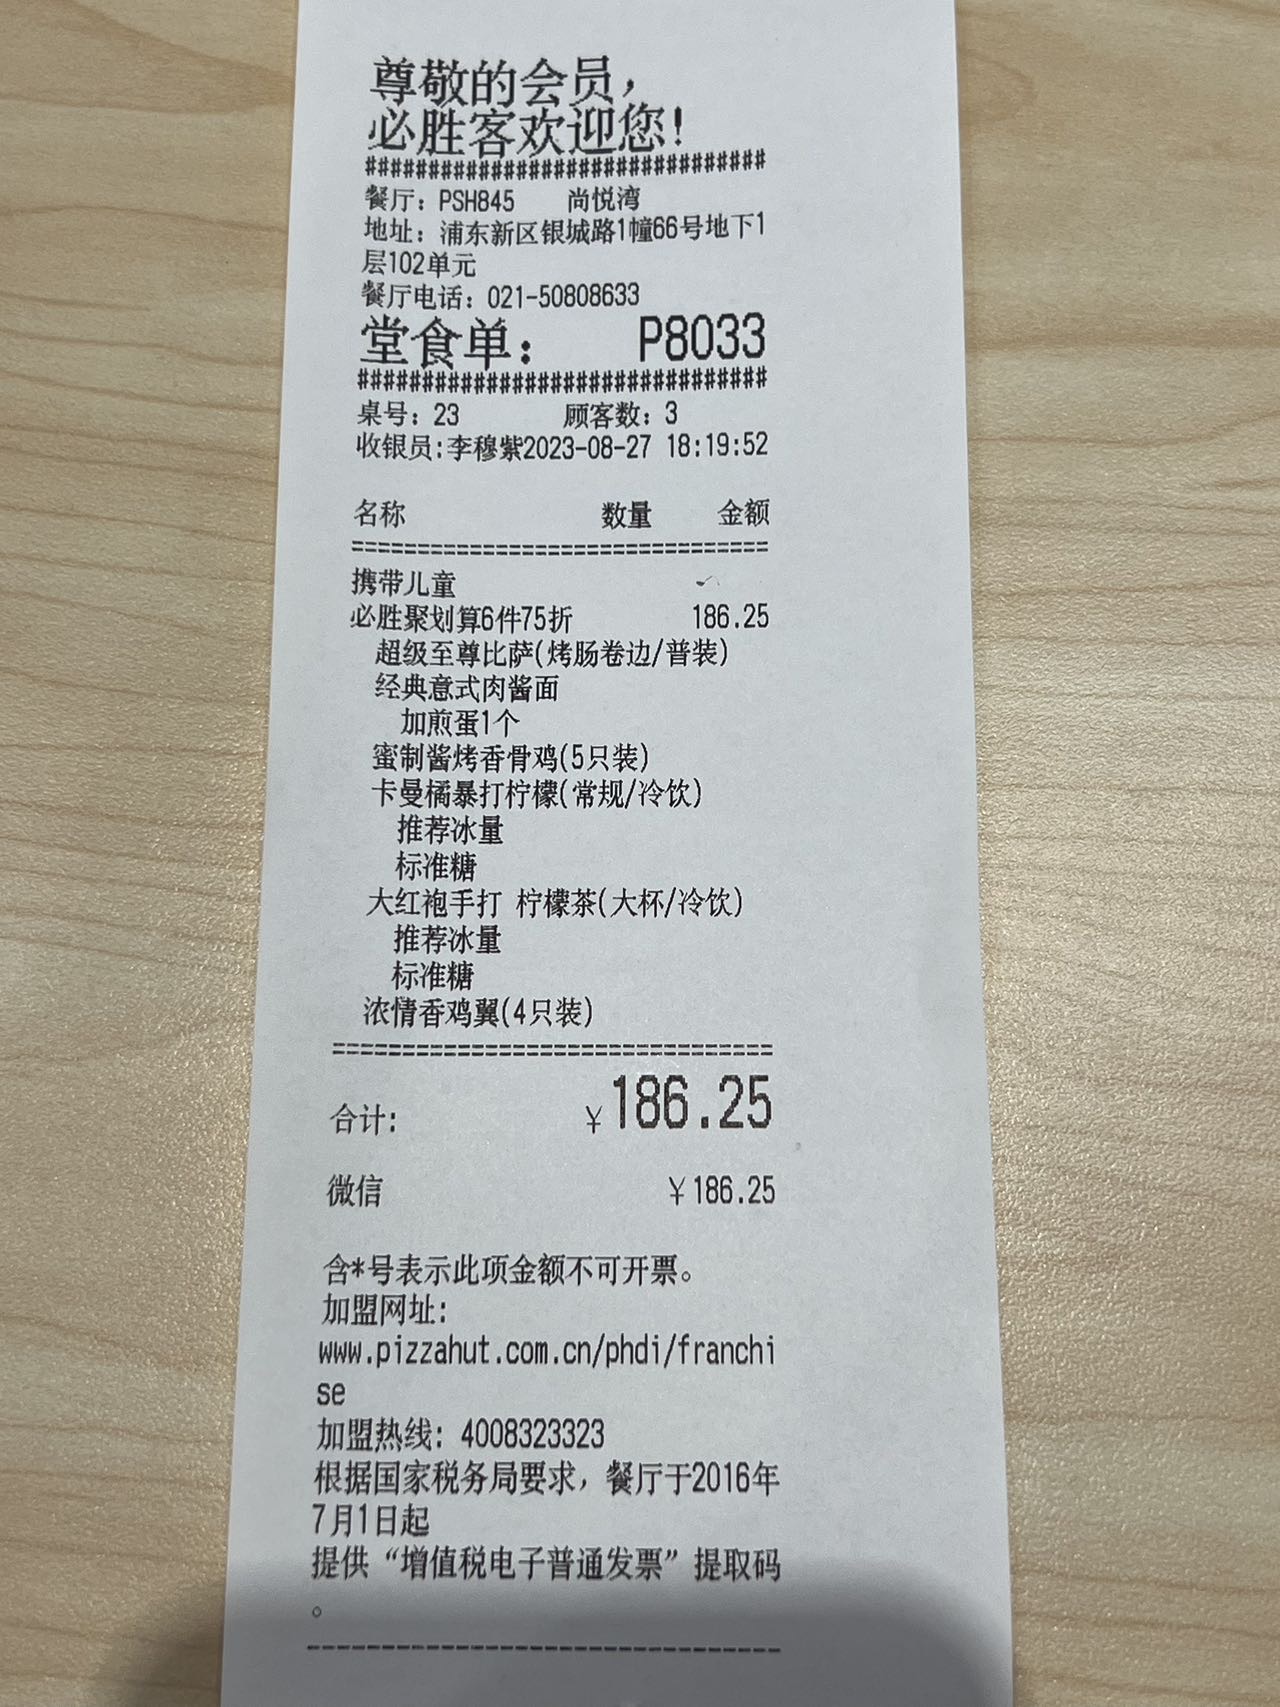 尊敬的会员，
必胜客欢迎您!
################################
餐厅：PSH845 尚悦湾
地址：浦东新区银城路1幢66号地下1
层102单元
餐厅电话：021-50808633
堂食单： P8033
################################
桌号：23 顾客数：3
收银员:李穆紫2023-08-27 18:19:52
名称 数量 金额
================================
携带儿童
必胜聚划算6件75折 186.25
超级至尊比萨(烤肠卷边/普装)
经典意式肉酱面
加煎蛋1个
蜜制酱烤香骨鸡(5只装)
卡曼橘暴打柠檬(常规/冷饮)
推荐冰量
标准糖
大红袍手打 柠檬茶(大杯/冷饮)
推荐冰量
标准糖
浓情香鸡翼(4只装)
================================
合计: ¥186.25
微信 ¥186.25
含*号表示此项金额不可开票。
加盟网址:
www.pizzahut.com.cn/phdi/franchi
se
加盟热线: 4008323323
根据国家税务局要求，餐厅于2016年
7月1日起
提供“增值税电子普通发票”提取码
。
--------------------------------